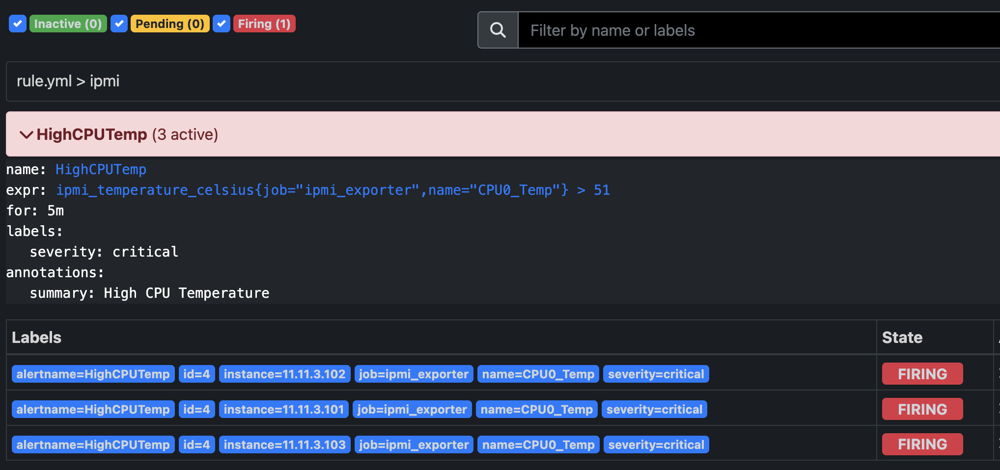 Inactive (0) Pending (0) Firing (1)
Filter by name or labels
rule.yml > ipmi
HighCPUTemp (3 active)
name: HighCPUTemp
expr: ipmi_temperature_celsius{job="ipmi_exporter",name="CPU0_Temp"} > 51
for: 5m
labels:
severity: critical
annotations:
summary: High CPU Temperature
Labels State
alertname=HighCPUTemp id=4 instance=11.11.3.102 job=ipmi_exporter name=CPU0_Temp severity=critical FIRING
alertname=HighCPUTemp id=4 instance=11.11.3.101 job=ipmi_exporter name=CPU0_Temp severity=critical FIRING
alertname=HighCPUTemp id=4 instance=11.11.3.103 job=ipmi_exporter name=CPU0_Temp severity=critical FIRING